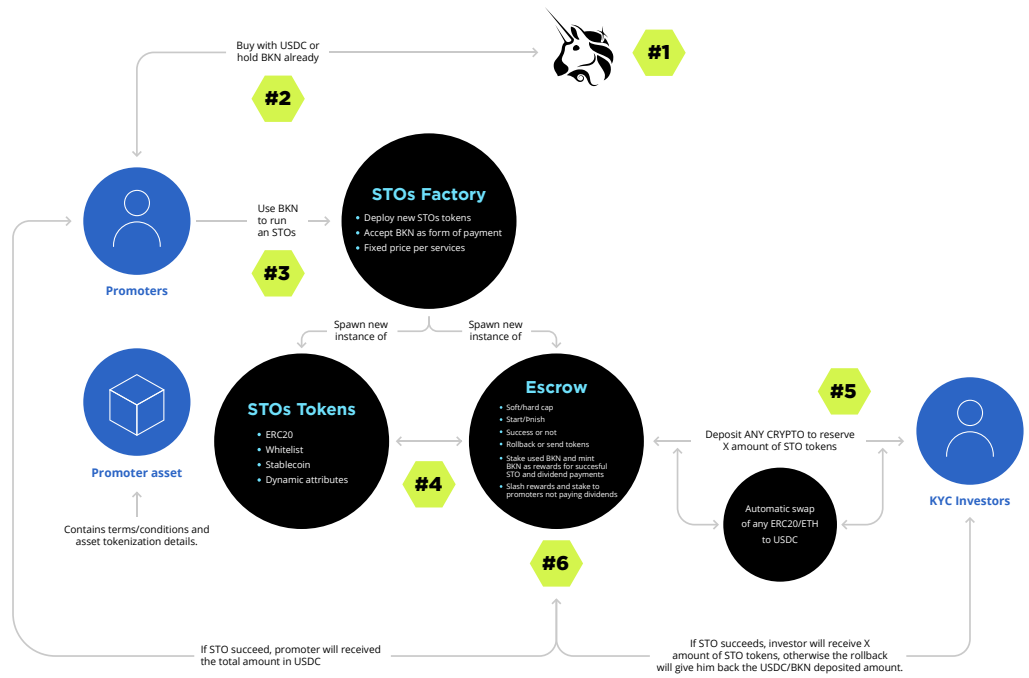 Buy with USDC or
hold BKN already
#1
#2
STOs Factory
• Deploy new STOs tokens
• Accept BKN as form of payment
• Fixed price per services
Use BKN
to run
an STOs
#3
Promoters
Spawn new
instance of
Spawn new
instance of
STOs Tokens
• ERC20
• Whitelist
• Stablecoin
• Dynamic attributes
Escrow
• Soft/hard cap
• Start/Þnish
• Success or not
• Rollback or send tokens
• Stake used BKN and mint
BKN as rewards for succesful
STO and dividend payments
• Slash rewards and stake to
promoters not paying dividends
#5
Deposit ANY CRYPTO to reserve
X amount of STO tokens
#4
Promoter asset
KYC Investors
Contains terms/conditions and
asset tokenization details.
Automatic swap
of any ERC20/ETH
to USDC
#6
If STO succeed, promoter will received
the total amount in USDC
If STO succeeds, investor will receive X
amount of STO tokens, otherwise the rollback
will give him back the USDC/BKN deposited amount.